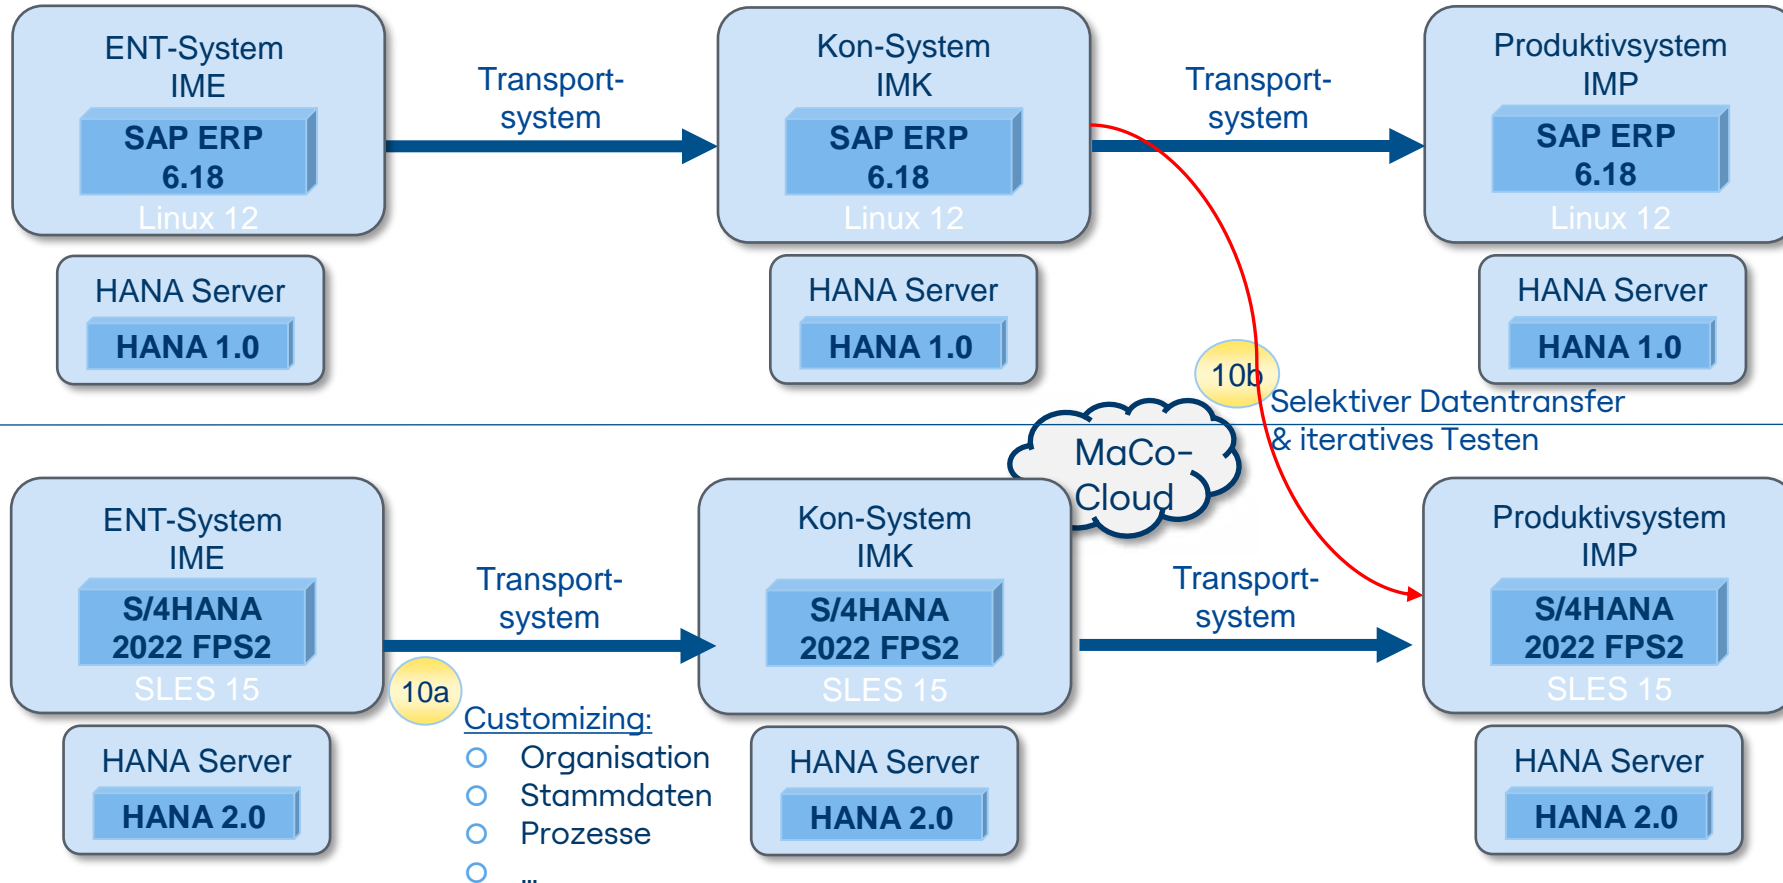 ENT-System
IME
SAP ERP
6.18
Linux 12
HANA Server
HANA 1.0
Transport-
system
Kon-System
IMK
SAP ERP
6.18
Linux 12
HANA Server
HANA 1.0
Transport-
system
Produktivsystem
IMP
SAP ERP
6.18
Linux 12
HANA Server
HANA 1.0
10b
Selektiver Datentransfer
& iteratives Testen
MaCo-
Cloud
ENT-System
IME
S/4HANA
2022 FPS2
SLES 15
HANA Server
HANA 2.0
Transport-
system
10a
Customizing:
Organisation
Stammdaten
Prozesse
...
Kon-System
IMK
S/4HANA
2022 FPS2
SLES 15
HANA Server
HANA 2.0
Transport-
system
Produktivsystem
IMP
S/4HANA
2022 FPS2
SLES 15
HANA Server
HANA 2.0